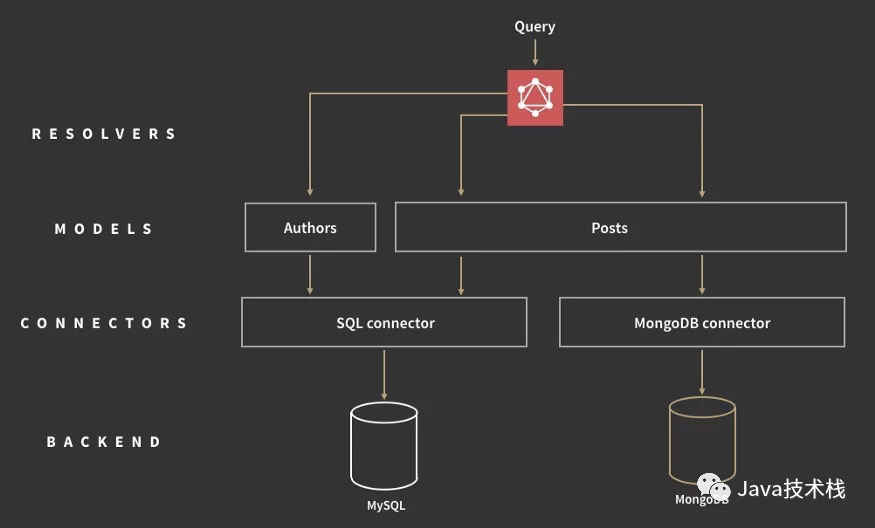 Query
RESOLVERS
MODELS
Authors
Posts
CONNECTORS
SQL connector
MongoDB connector
BACKEND
MySQL
MongoDB
Java技术栈